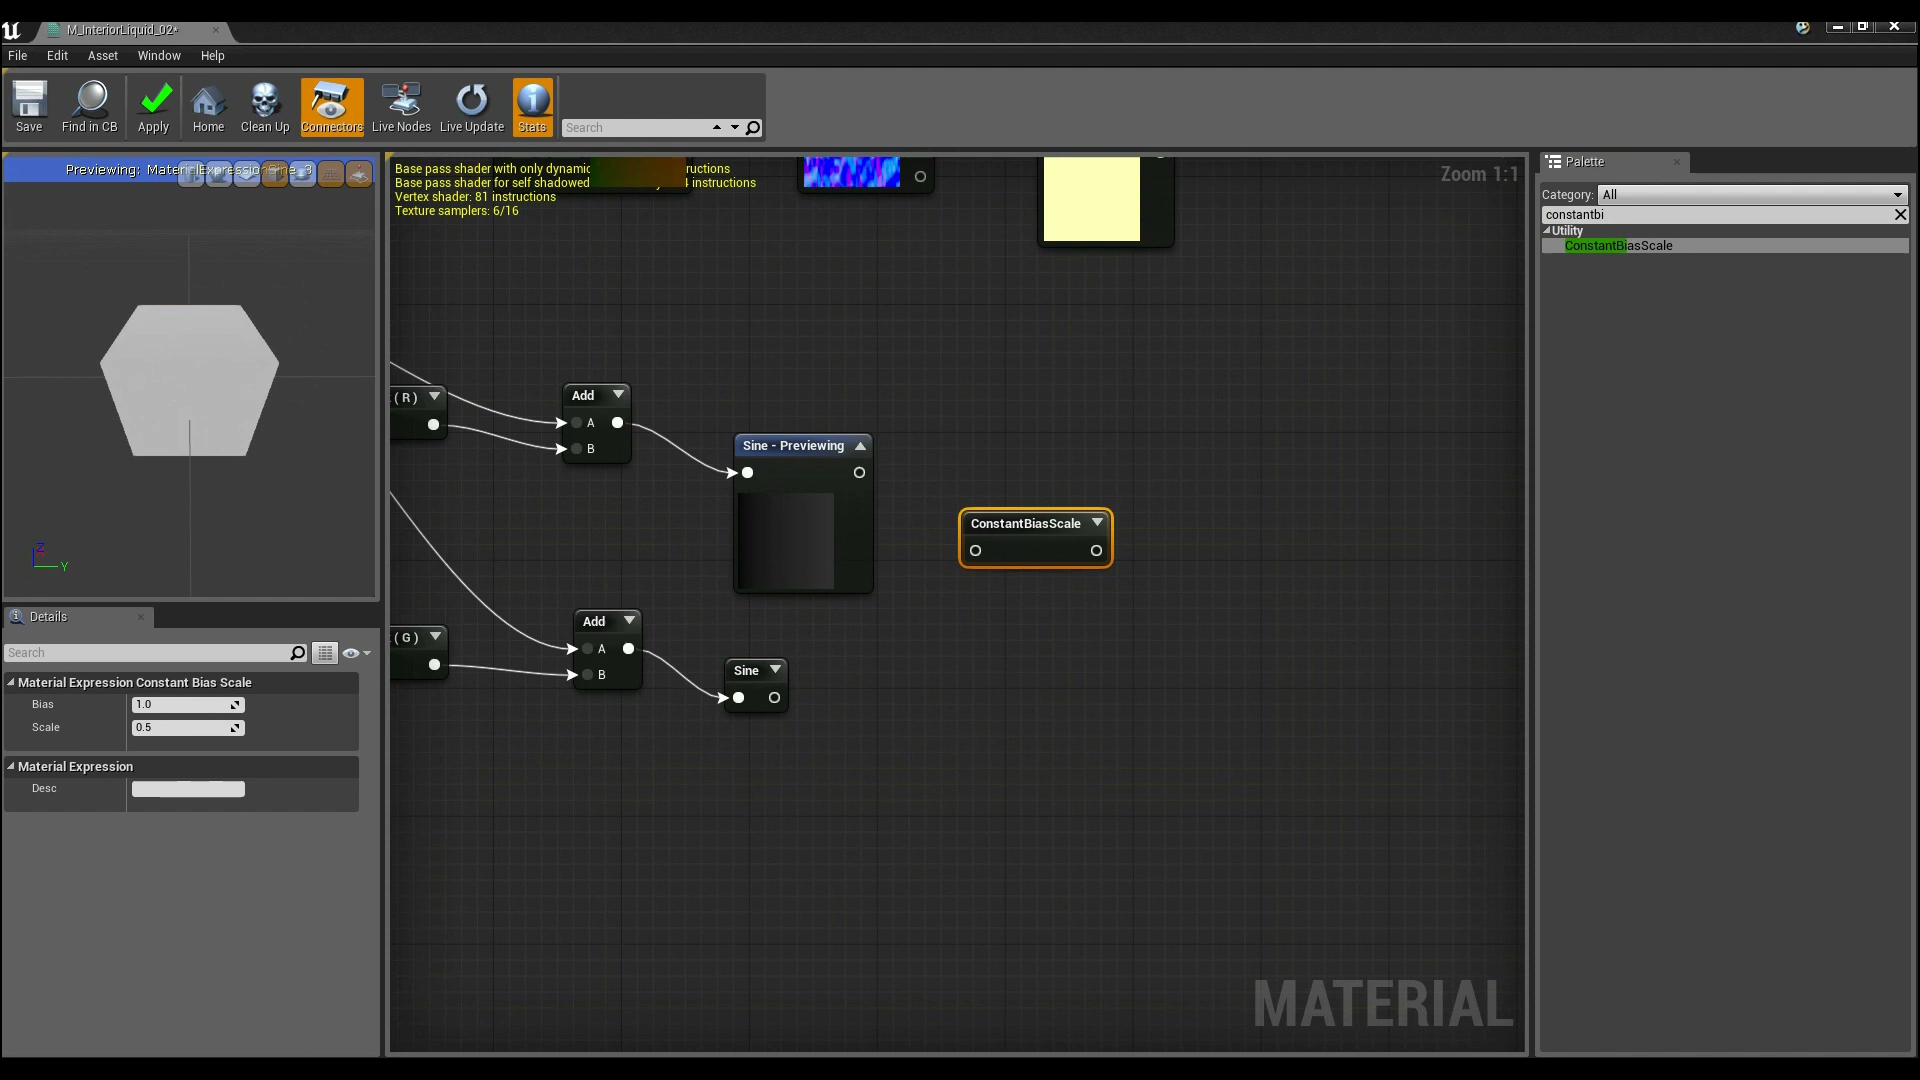 M_InteriorLiquid_02*
File Edit Asset Window Help
Save Find in CB Apply Home Clean Up Connectors Live Nodes Live Update Stats Search
Previewing: MaterialExpressionSine_3
Base pass shader with only dynamic ructions
Base pass shader for self shadowed 4 instructions
Vertex shader: 81 instructions
Texture samplers: 6/16
Zoom 1:1
Palette
Category: All
constantbi
Utility
ConstantBiasScale
(R)
Add
A
B
Sine - Previewing
ConstantBiasScale
(G)
Add
A
B
Sine
Z
Y
Details
Search
Material Expression Constant Bias Scale
Bias 1.0
Scale 0.5
Material Expression
Desc
MATERIAL